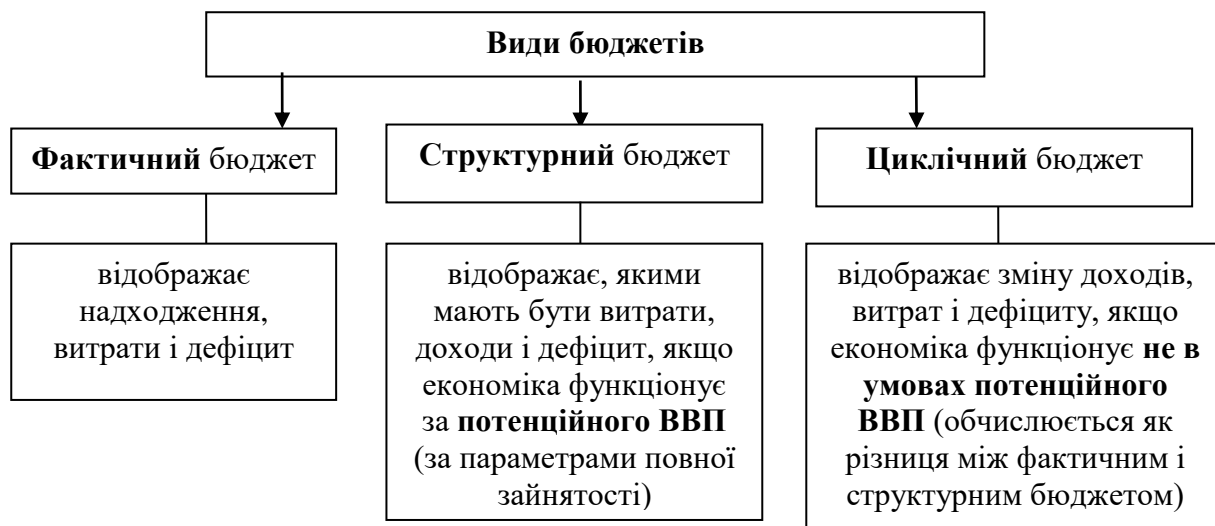 Види бюджетів
Фактичний бюджет
Структурний бюджет
Циклічний бюджет
відображає
надходження,
витрати і дефіцит
відображає, якими
мають бути витрати,
доходи і дефіцит, якщо
економіка функціонує
за потенційного ВВП
(за параметрами повної
зайнятості)
відображає зміну доходів,
витрат і дефіциту, якщо
економіка функціонує не в
умовах потенційного
ВВП (обчислюється як
різниця між фактичним і
структурним бюджетом)